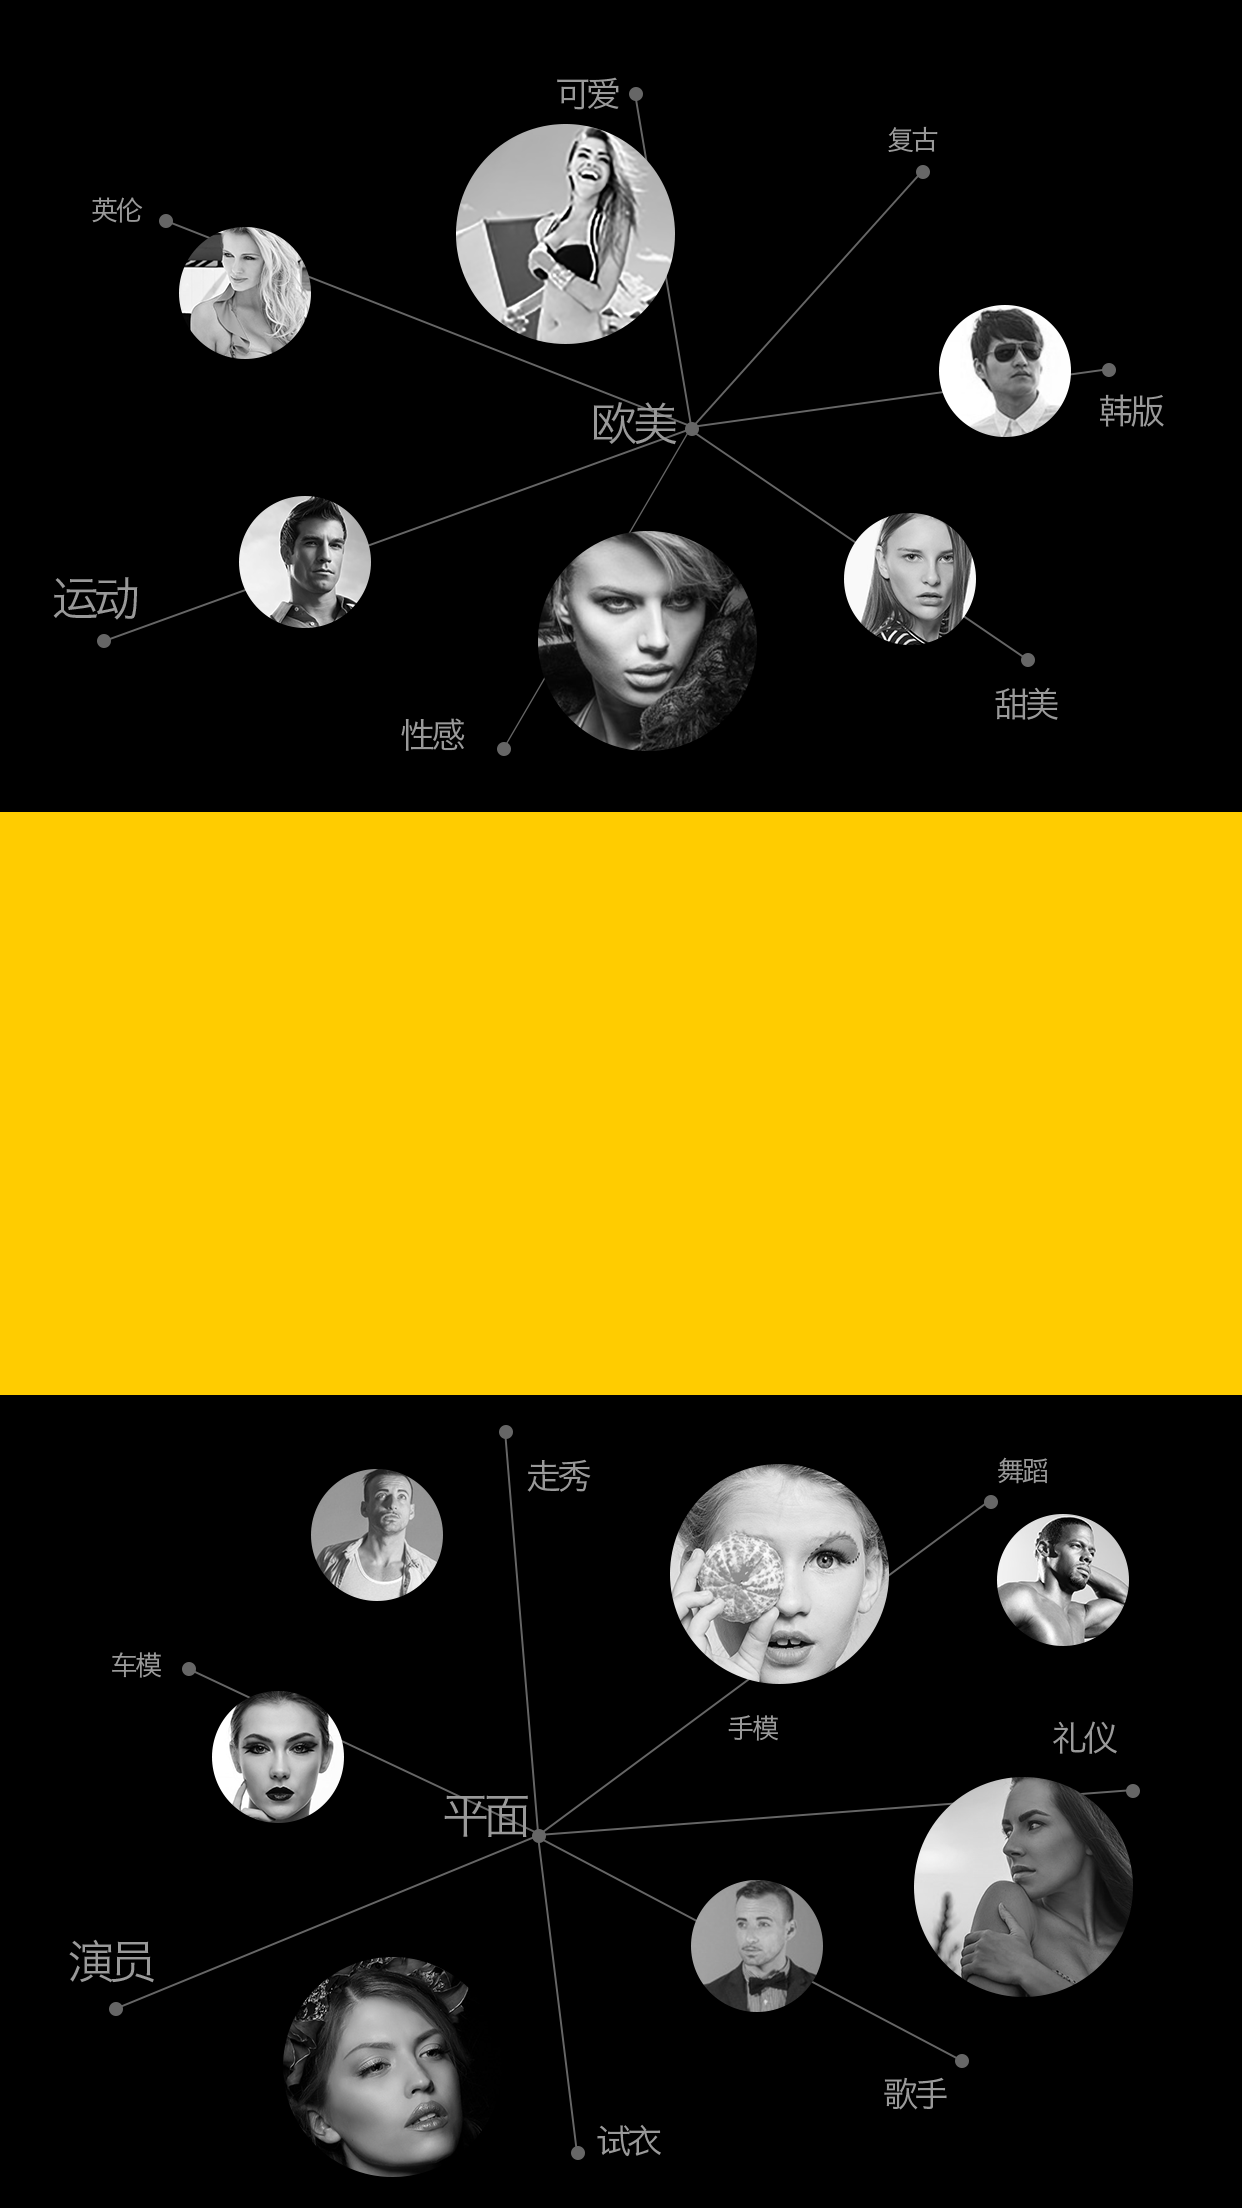 可爱
复古
英伦
韩版
欧美
运动
甜美
性感
走秀
舞蹈
车模
手模
礼仪
平面
演员
歌手
试衣